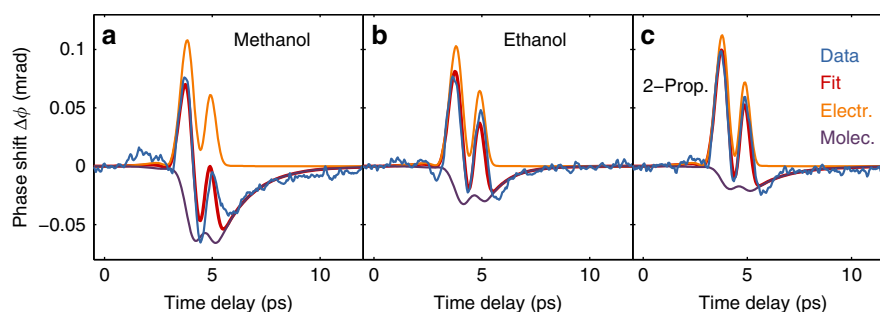 a
Methanol
b
Ethanol
c
2–Prop.
Data
Fit
Electr.
Molec.
Phase shift Δϕ (mrad)
0.1
0.05
0
−0.05
0
5
10
0
5
10
0
5
10
Time delay (ps)
Time delay (ps)
Time delay (ps)